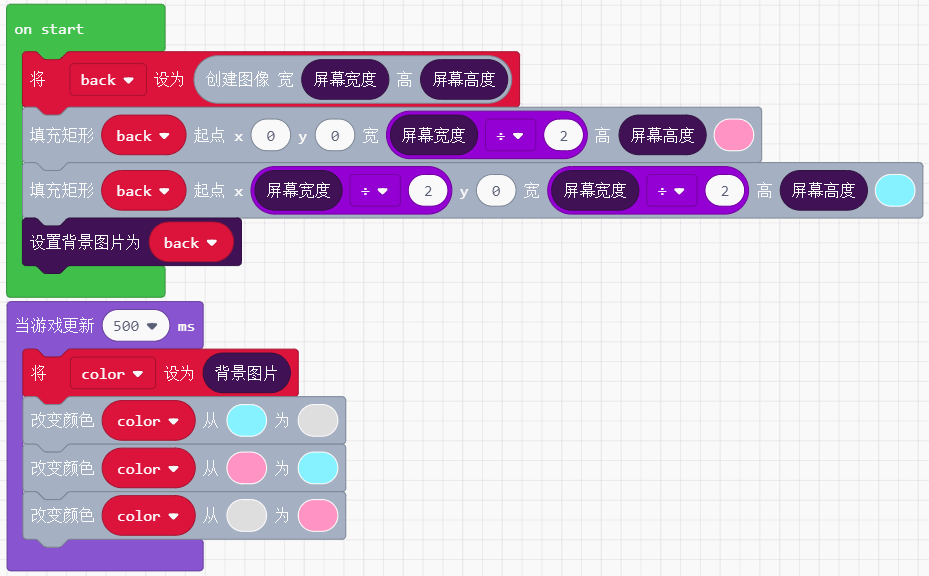 on start
将 back 设为 创建图像 宽 屏幕宽度 高 屏幕高度
填充矩形 back 起点 x 0 y 0 宽 屏幕宽度 ÷ 2 高 屏幕高度
填充矩形 back 起点 x 屏幕宽度 ÷ 2 y 0 宽 屏幕宽度 ÷ 2 高 屏幕高度
设置背景图片为 back
当游戏更新 500 ms
将 color 设为 背景图片
改变颜色 color 从 为
改变颜色 color 从 为
改变颜色 color 从 为